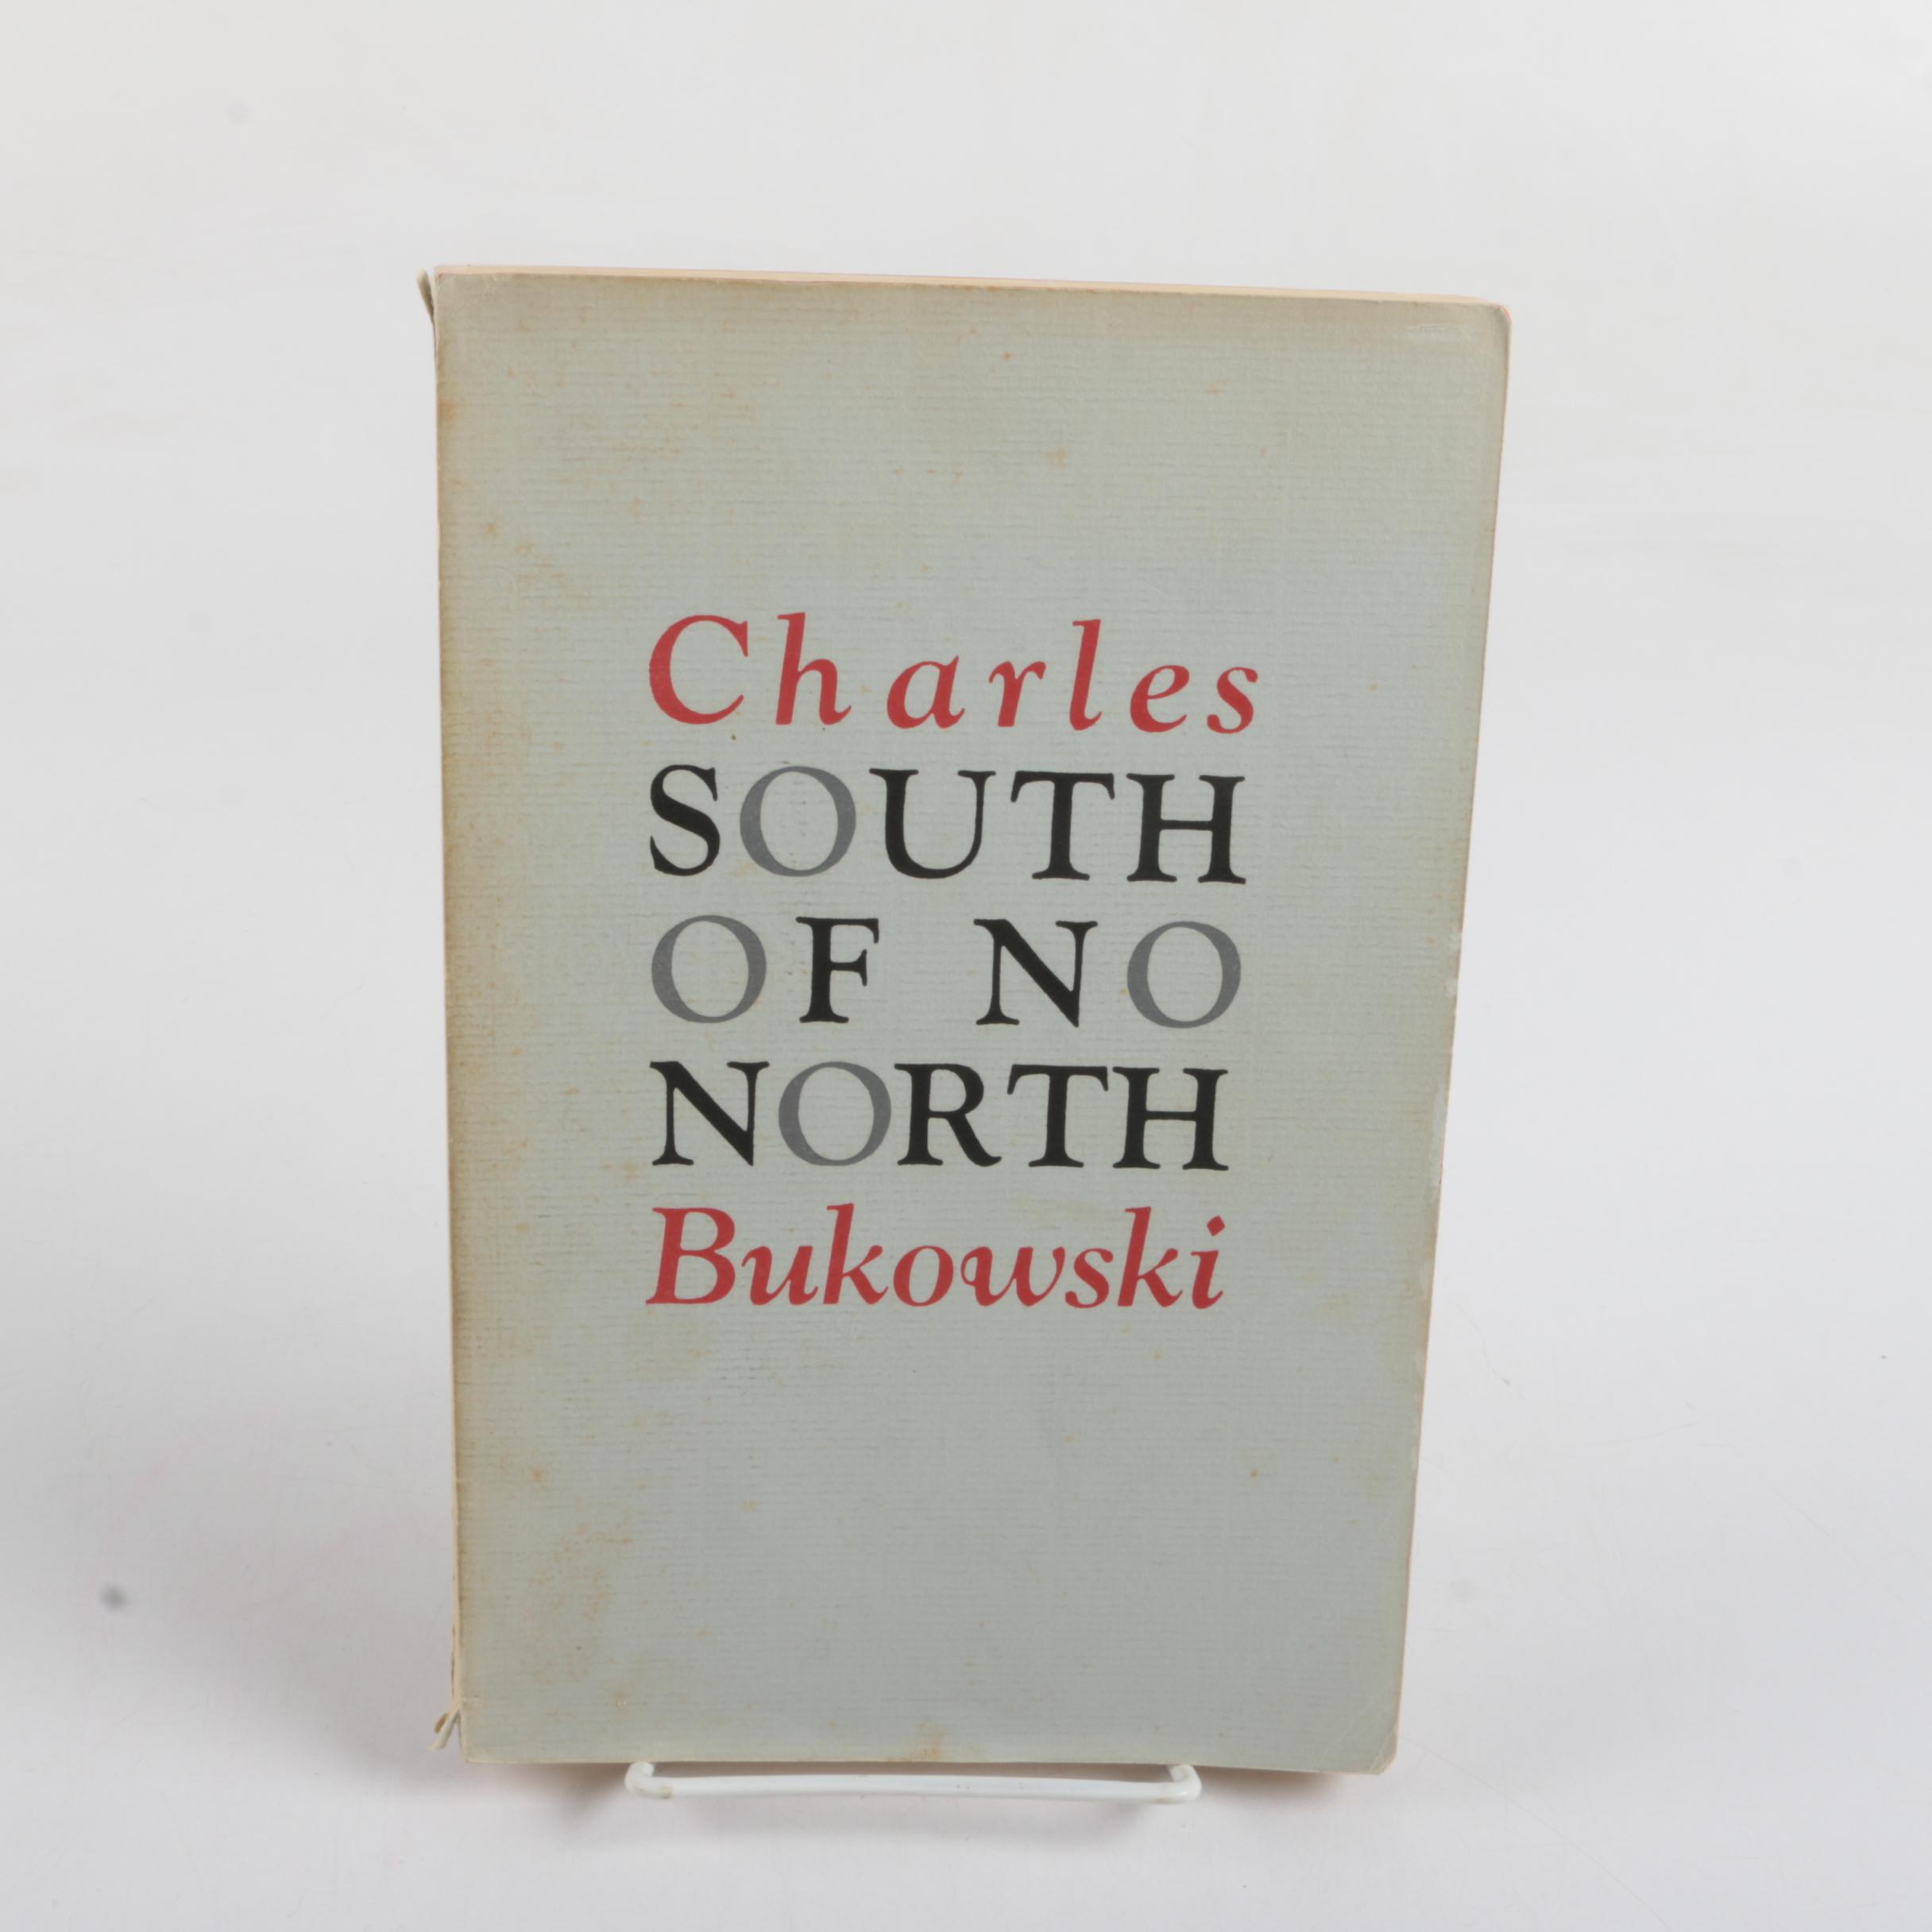 Charles
SOUTH
OF NO
NORTH
Bukowski